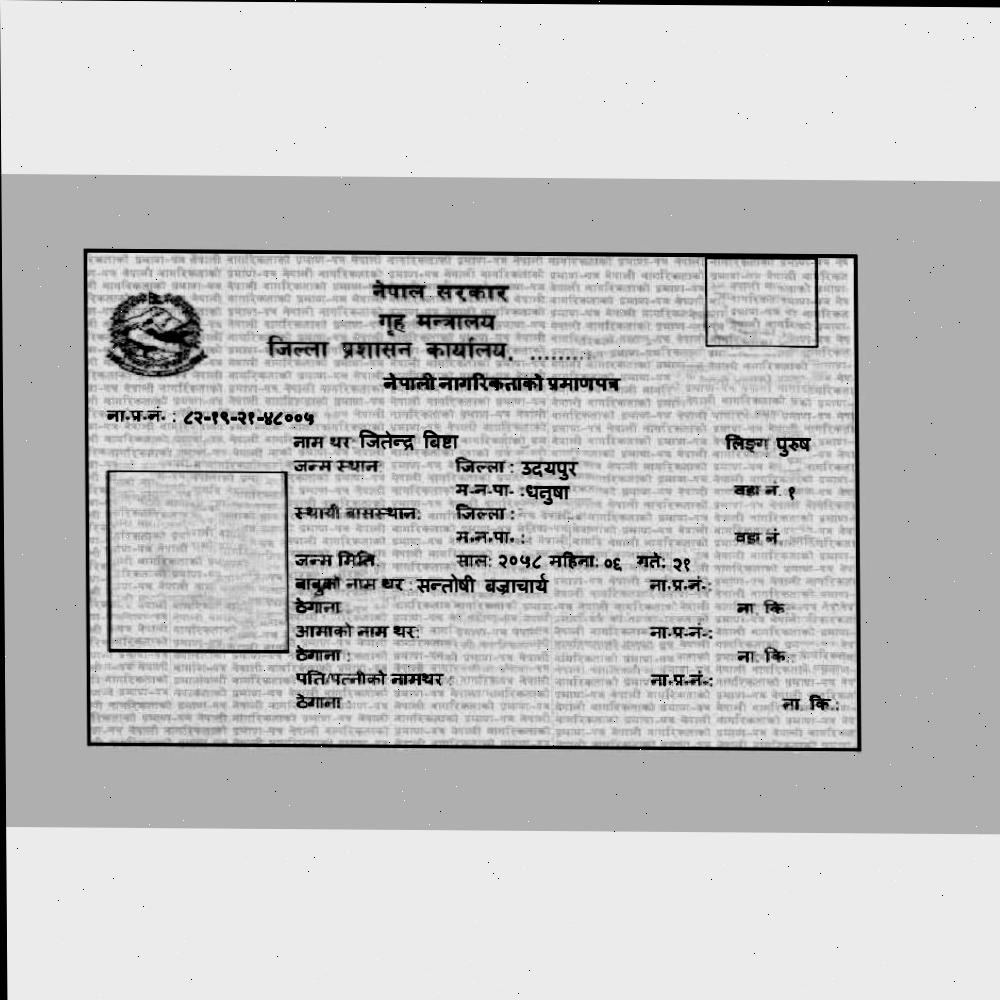 नेपाल सरकार
गृह मन्त्रालय
जिल्ला प्रशासन कार्यालय, .........
नेपाली नागरिकताको प्रमाणपत्र
ना.प्र.नं. : ८२-१९-२१-४८००५
नाम थर: जितेन्द्र बिष्टा लिङ्ग पुरुष
जन्म स्थान: जिल्ला : उदयपुर
म.न.पा. : धनुषा वडा नं. १
स्थायी बासस्थान: जिल्ला :
म.न.पा. : वडा नं.
जन्म मिति: साल: २०५८ महिना: ०६ गते: २१
बाबुको नाम थर : सन्तोषी बज्राचार्य ना.प्र.नं.:
ठेगाना ना. कि.:
आमाको नाम थर: ना.प्र.नं.:
ठेगाना : ना. कि.:
पति/पत्नीको नामथर : ना.प्र.नं.:
ठेगाना : ना. कि.: